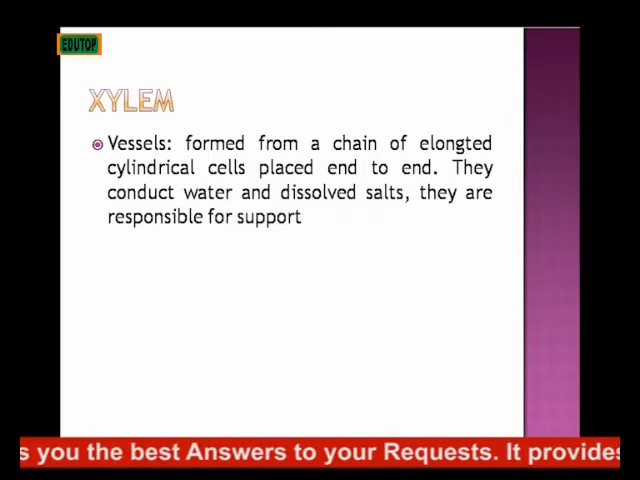 EDUTOP
XYLEM
Vessels: formed from a chain of elongted
cylindrical cells placed end to end. They
conduct water and dissolved salts, they are
responsible for support
s you the best Answers to your Requests. It provides